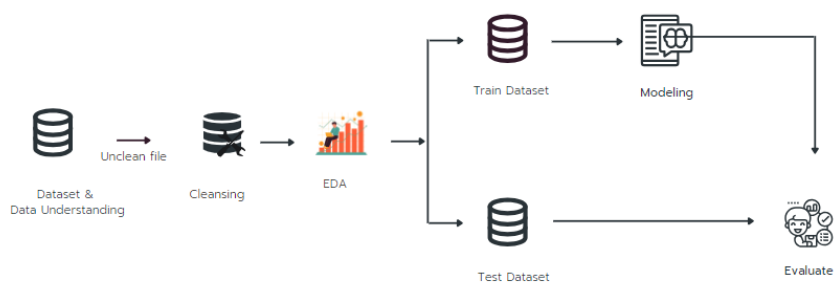 Dataset &
Data Understanding
Unclean file
Cleansing
EDA
Train Dataset
Modeling
Test Dataset
Evaluate